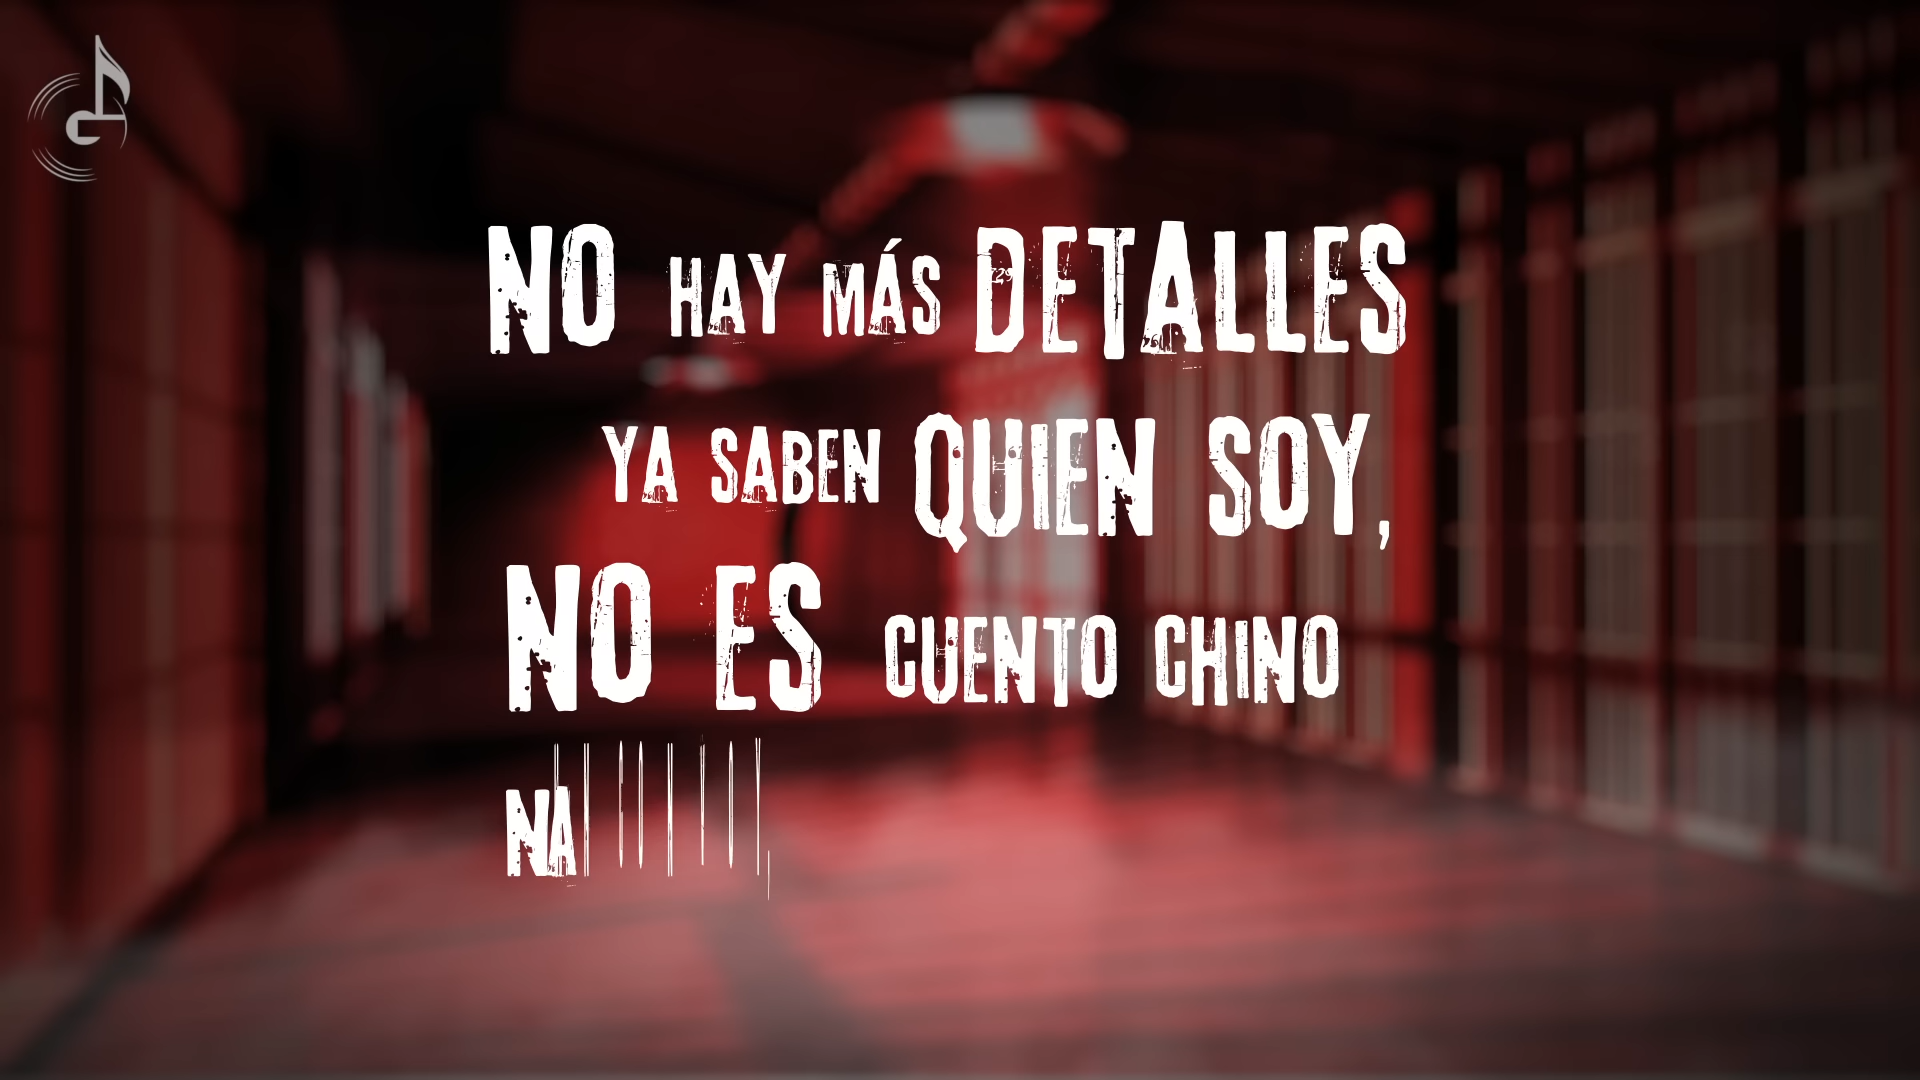 NO HAY MÁS DETALLES
YA SABEN QUIEN SOY,
NO ES CUENTO CHINO